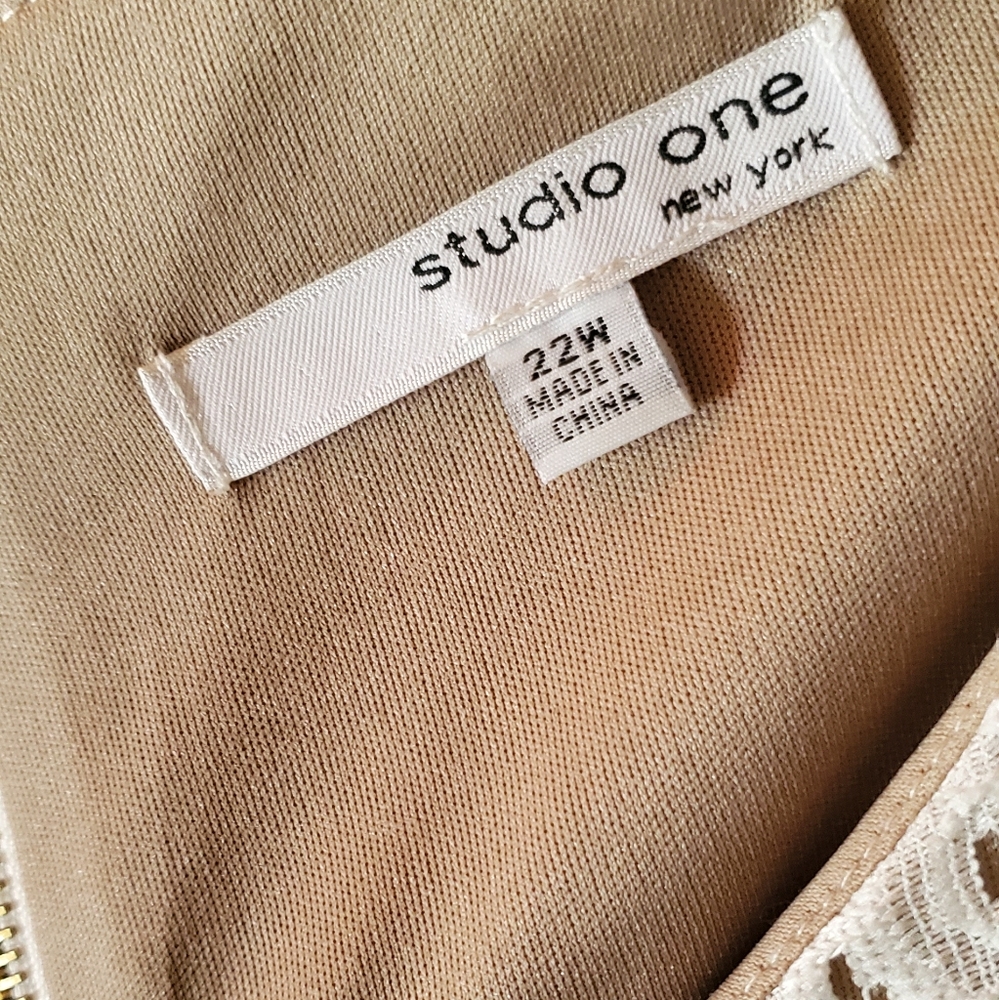 studio one
new york
22W
MADE IN
CHINA